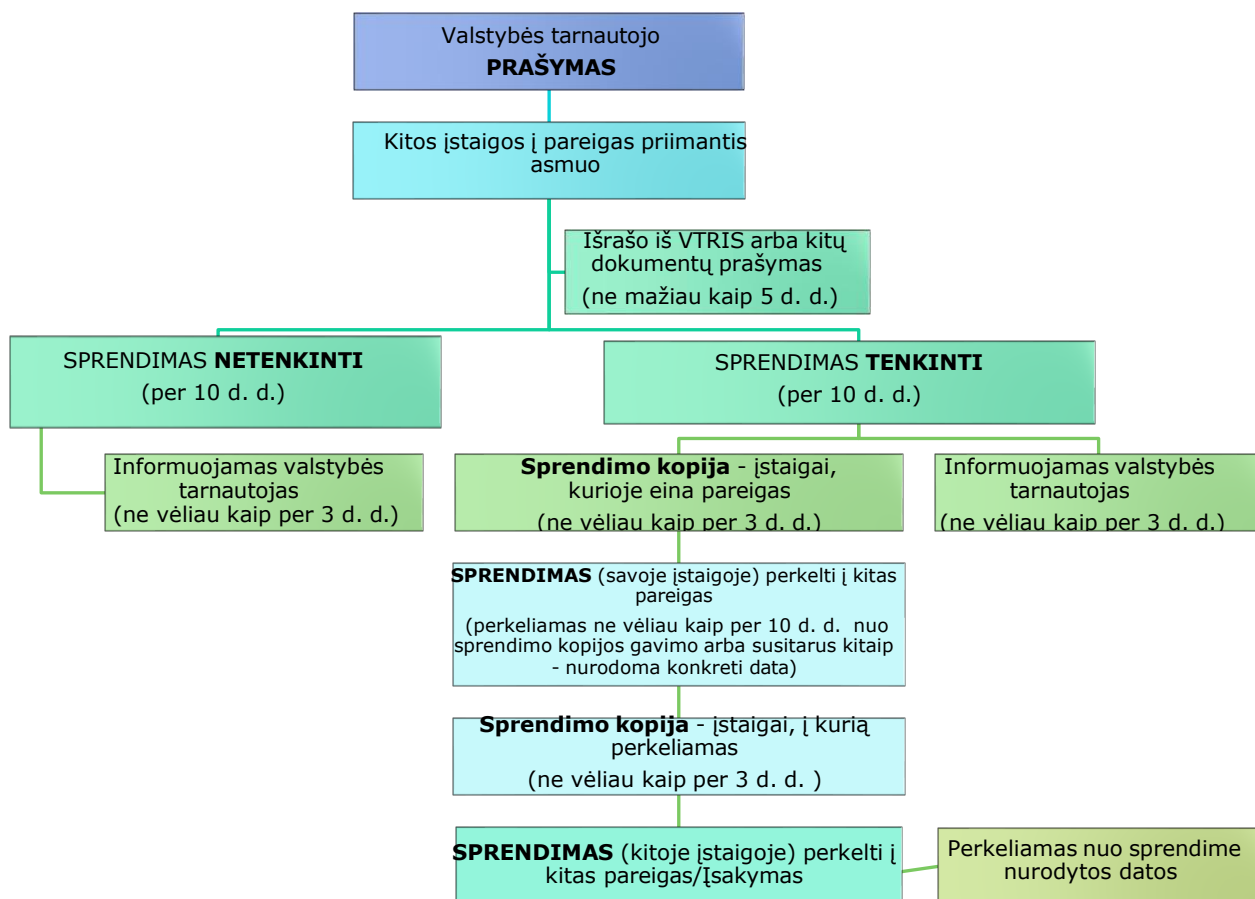 Valstybės tarnautojo
PRAŠYMAS
Kitos įstaigos į pareigas priimantis
asmuo
Išrašo iš VTRIS arba kitų
dokumentų prašymas
(ne mažiau kaip 5 d. d.)
SPRENDIMAS NETENKINTI
(per 10 d. d.)
SPRENDIMAS TENKINTI
(per 10 d. d.)
Informuojamas valstybės
tarnautojas
(ne vėliau kaip per 3 d. d.)
Sprendimo kopija - įstaigai,
kurioje eina pareigas
(ne vėliau kaip per 3 d. d.)
Informuojamas valstybės
tarnautojas
(ne vėliau kaip per 3 d. d.)
SPRENDIMAS (savoje įstaigoje) perkelti į kitas
pareigas
(perkeliamas ne vėliau kaip per 10 d. d. nuo
sprendimo kopijos gavimo arba susitarus kitaip
- nurodoma konkreti data)
Sprendimo kopija - įstaigai, į kurią
perkeliamas
(ne vėliau kaip per 3 d. d. )
SPRENDIMAS (kitoje įstaigoje) perkelti į
kitas pareigas/Įsakymas
Perkeliamas nuo sprendime
nurodytos datos